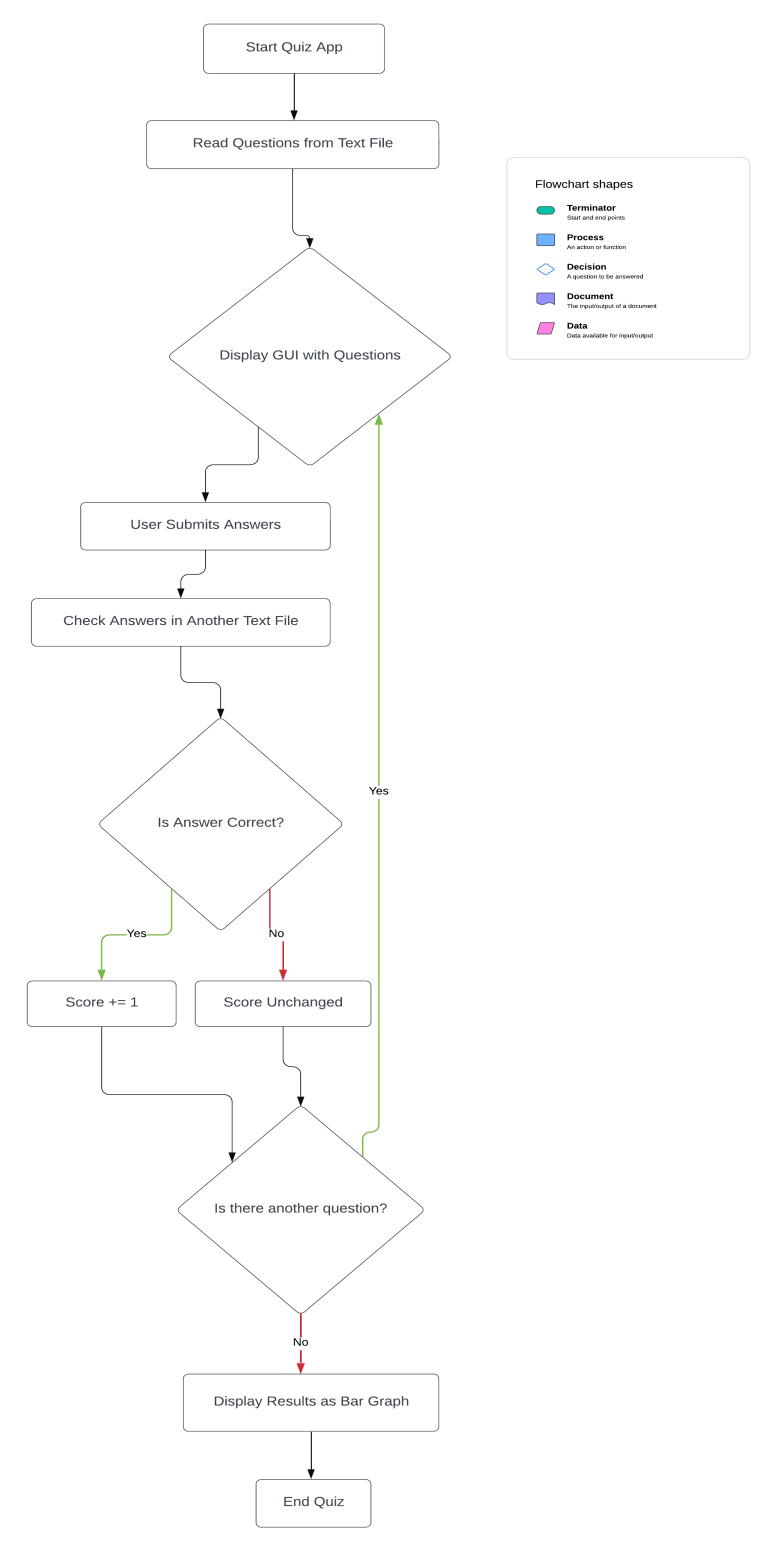 Start Quiz App
Read Questions from Text File
Flowchart shapes
Terminator
Start and end points
Process
An action or function
Decision
A question to be answered
Document
The input/output of a document
Data
Data available for input/output
Display GUI with Questions
User Submits Answers
Check Answers in Another Text File
Yes
Is Answer Correct?
Yes
No
Score += 1
Score Unchanged
Is there another question?
No
Display Results as Bar Graph
End Quiz